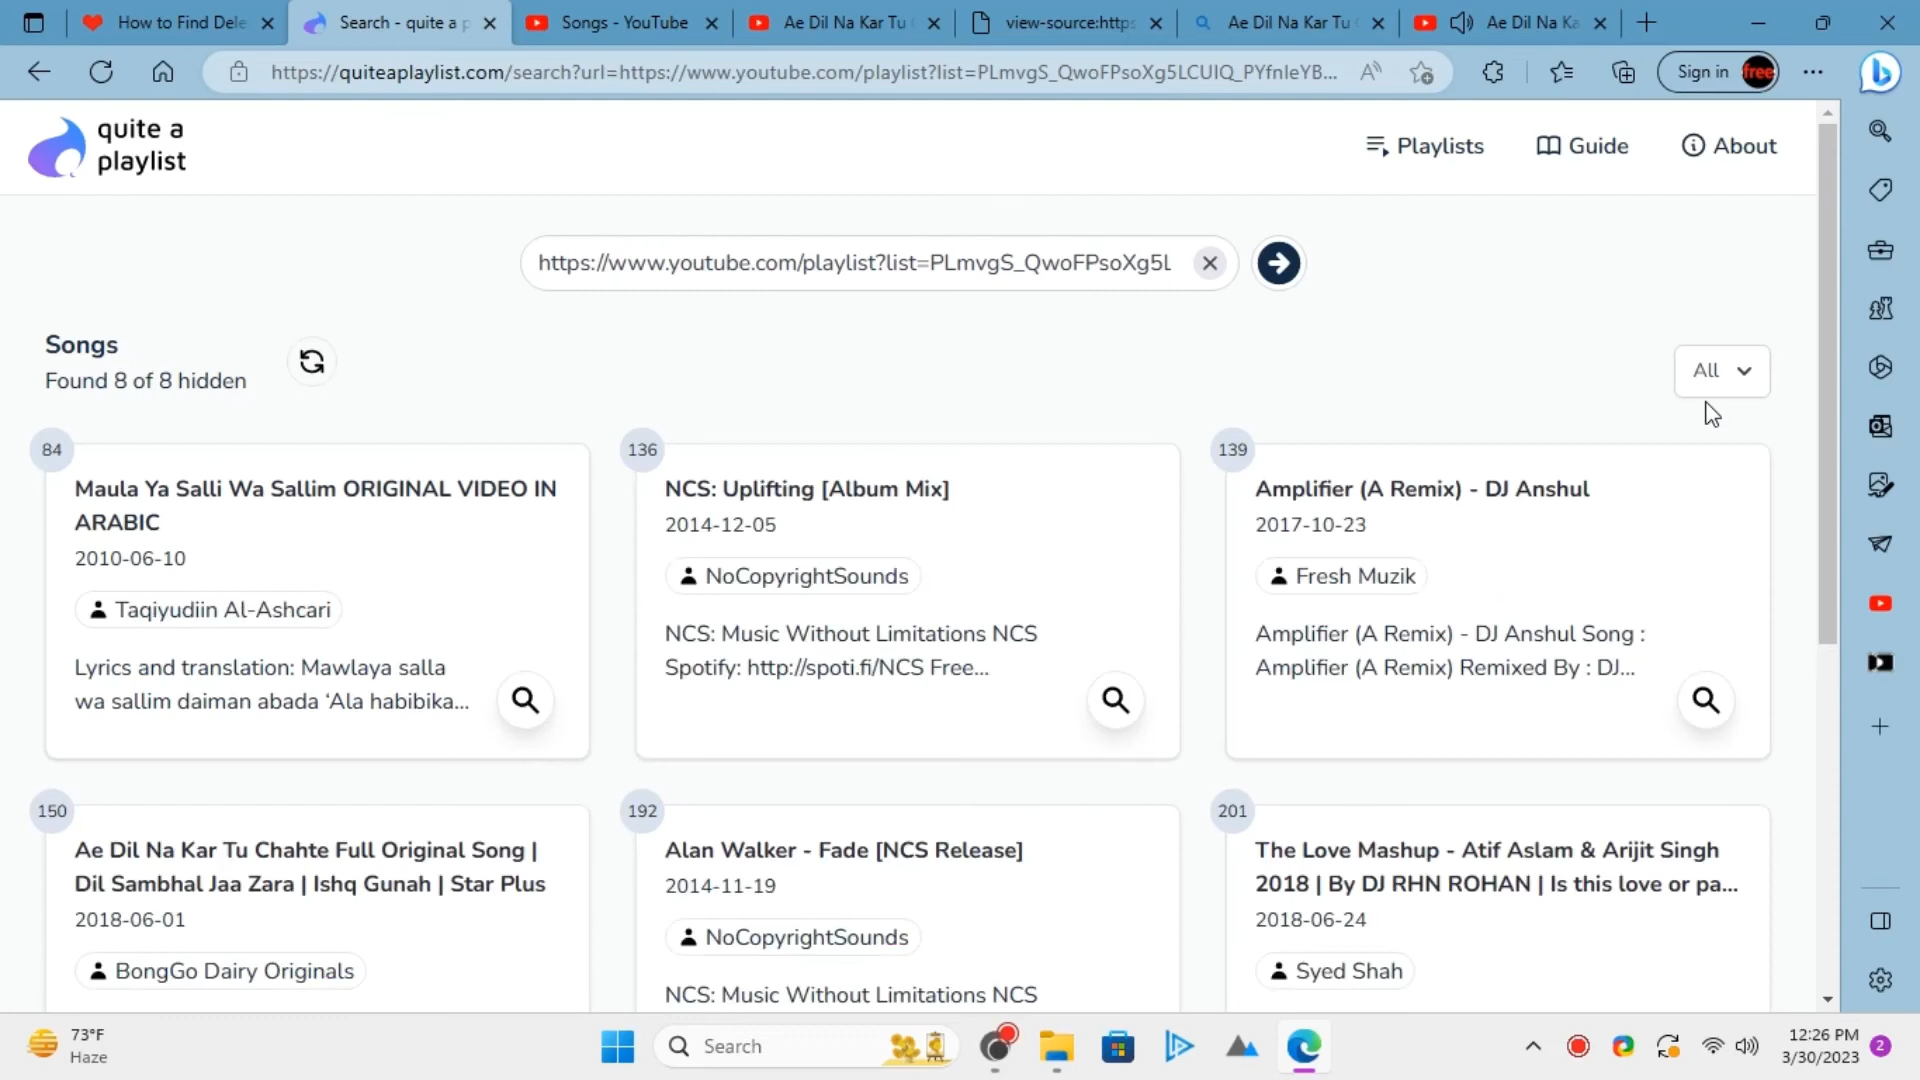 How to Find Dele
Search - quite a p
Songs - YouTube
Ae Dil Na Kar Tu
view-source:https
Ae Dil Na Kar Tu
Ae Dil Na Ka
https://quiteaplaylist.com/search?url=https://www.youtube.com/playlist?list=PLmvgS_QwoFPsoXg5LCUIQ_PYfnIeYB...
Sign in
free
quite a
playlist
Playlists
Guide
About
https://www.youtube.com/playlist?list=PLmvgS_QwoFPsoXg5L
Songs
Found 8 of 8 hidden
All
84
Maula Ya Salli Wa Sallim ORIGINAL VIDEO IN
ARABIC
2010-06-10
Taqiyudiin Al-Ashcari
Lyrics and translation: Mawlaya salla
wa sallim daiman abada ‘Ala habibika...
136
NCS: Uplifting [Album Mix]
2014-12-05
NoCopyrightSounds
NCS: Music Without Limitations NCS
Spotify: http://spoti.fi/NCS Free...
139
Amplifier (A Remix) - DJ Anshul
2017-10-23
Fresh Muzik
Amplifier (A Remix) - DJ Anshul Song :
Amplifier (A Remix) Remixed By : DJ...
150
Ae Dil Na Kar Tu Chahte Full Original Song |
Dil Sambhal Jaa Zara | Ishq Gunah | Star Plus
2018-06-01
BongGo Dairy Originals
192
Alan Walker - Fade [NCS Release]
2014-11-19
NoCopyrightSounds
NCS: Music Without Limitations NCS
201
The Love Mashup - Atif Aslam & Arijit Singh
2018 | By DJ RHN ROHAN | Is this love or pa...
2018-06-24
Syed Shah
73°F
Haze
Search
12:26 PM
3/30/2023
2